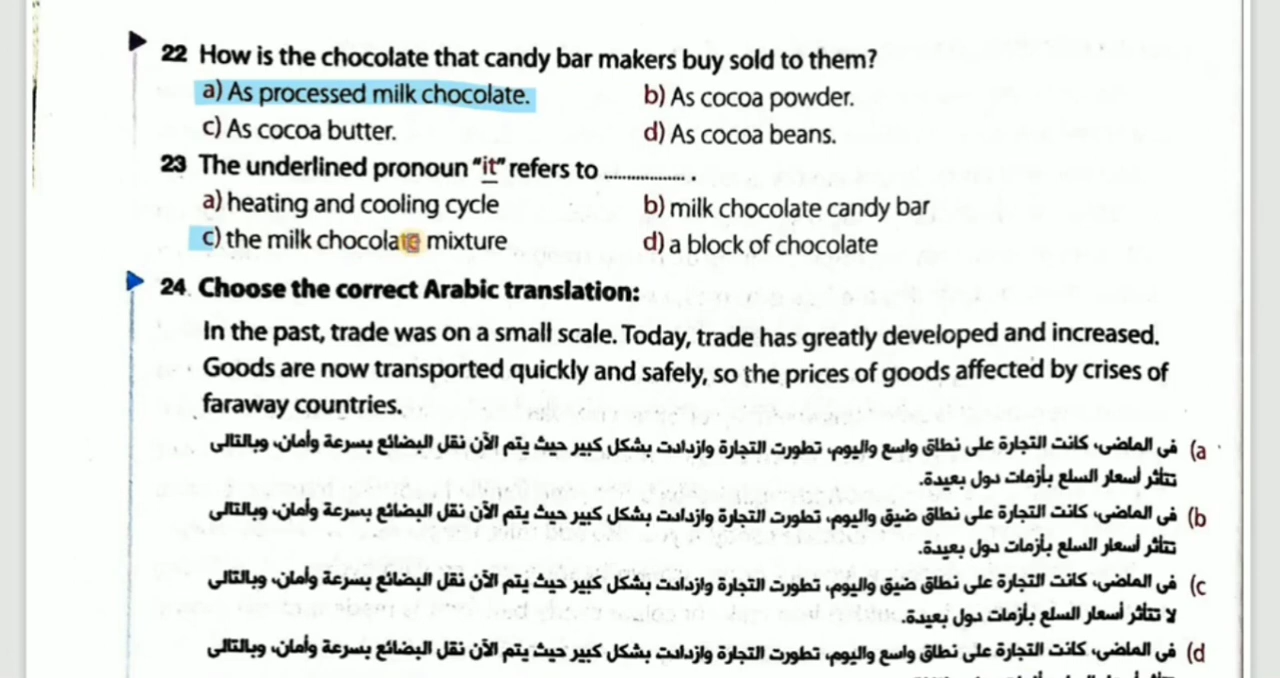 22 How is the chocolate that candy bar makers buy sold to them?
a) As processed milk chocolate. b) As cocoa powder.
c) As cocoa butter. d) As cocoa beans.
23 The underlined pronoun "it" refers to ..................
a) heating and cooling cycle b) milk chocolate candy bar
c) the milk chocolate mixture d) a block of chocolate
24. Choose the correct Arabic translation:
In the past, trade was on a small scale. Today, trade has greatly developed and increased.
Goods are now transported quickly and safely, so the prices of goods affected by crises of
faraway countries.
a) فى الماضى، كانت التجارة على نطاق واسع واليوم، تطورت التجارة وازدادت بشكل كبير حيث يتم الآن نقل البضائع بسرعة وأمان، وبالتالى
تتأثر أسعار السلع بأزمات دول بعيدة.
b) فى الماضى، كانت التجارة على نطاق ضيق واليوم، تطورت التجارة وازدادت بشكل كبير حيث يتم الآن نقل البضائع بسرعة وأمان، وبالتالى
تتأثر أسعار السلع بأزمات دول بعيدة.
c) فى الماضى، كانت التجارة على نطاق ضيق واليوم، تطورت التجارة وازدادت بشكل كبير حيث يتم الآن نقل البضائع بسرعة وأمان، وبالتالى
لا تتأثر أسعار السلع بأزمات دول بعيدة.
d) فى الماضى، كانت التجارة على نطاق واسع واليوم، تطورت التجارة وازدادت بشكل كبير حيث يتم الآن نقل البضائع بسرعة وأمان، وبالتالى